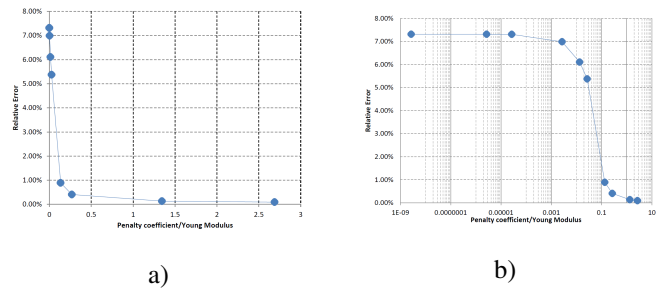 8.00%
7.00%
6.00%
5.00%
4.00%
3.00%
2.00%
1.00%
0.00%
Relative Error
0 0.5 1 1.5 2 2.5 3
Penalty coefficient/Young Modulus
a)
8.00%
7.00%
6.00%
5.00%
4.00%
3.00%
2.00%
1.00%
0.00%
Relative Error
1E-09 0.0000001 0.00001 0.001 0.1 10
Penalty coefficient/Young Modulus
b)